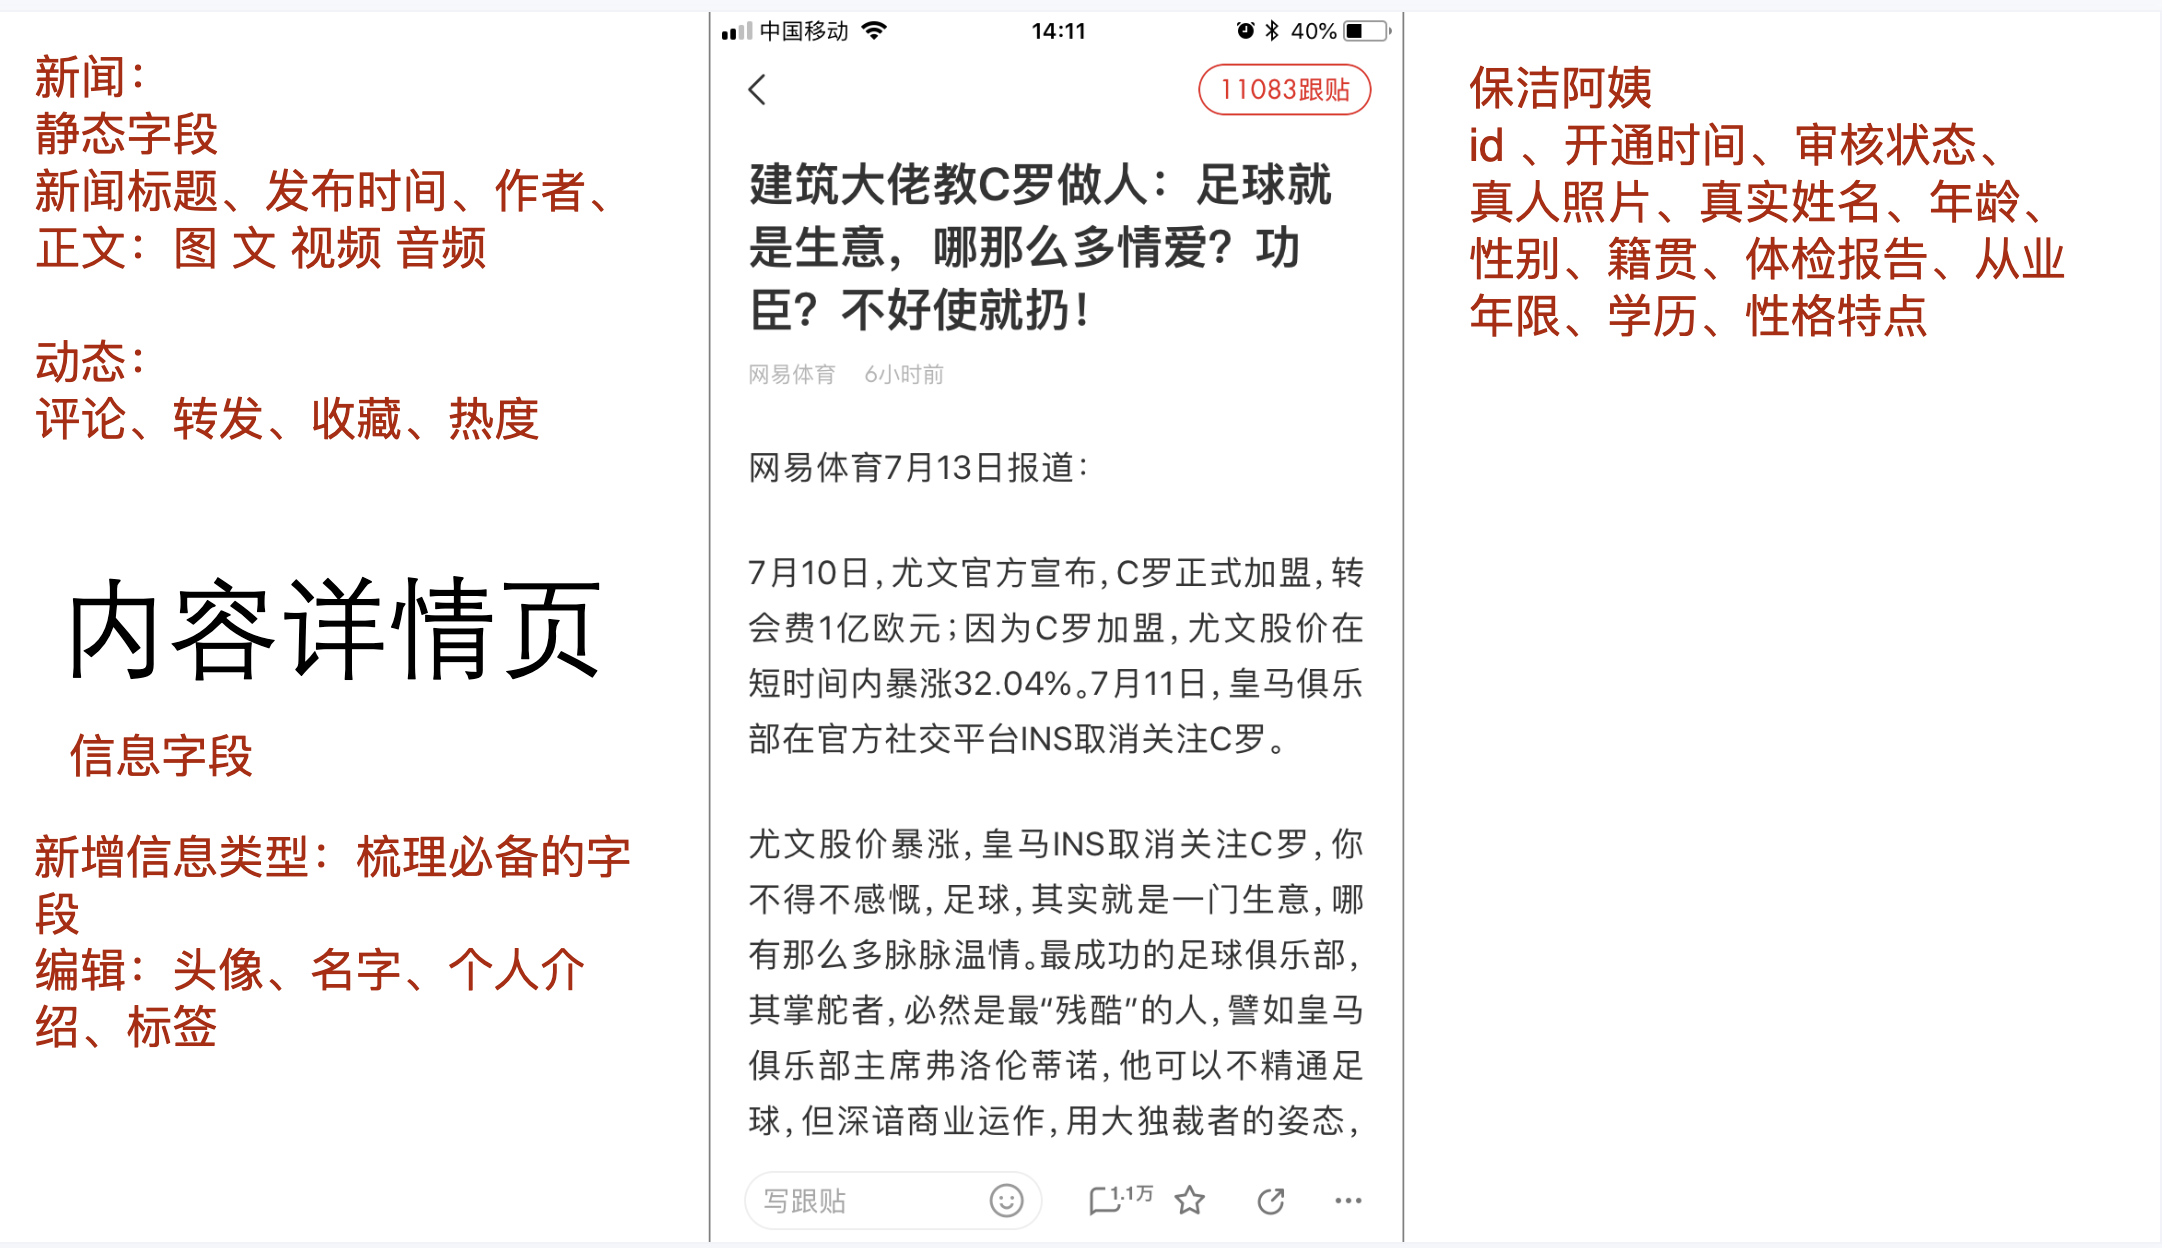 新闻：
静态字段
新闻标题、发布时间、作者、
正文：图 文 视频 音频
动态：
评论、转发、收藏、热度
内容详情页
信息字段
新增信息类型：梳理必备的字
段
编辑：头像、名字、个人介
绍、标签
中国移动 14:11 40%
11083跟贴
建筑大佬教C罗做人：足球就
是生意，哪那么多情爱？功
臣？不好使就扔！
网易体育 6小时前
网易体育7月13日报道：
7月10日,尤文官方宣布,C罗正式加盟,转
会费1亿欧元;因为C罗加盟,尤文股价在
短时间内暴涨32.04%。7月11日,皇马俱乐
部在官方社交平台INS取消关注C罗。
尤文股价暴涨,皇马INS取消关注C罗,你
不得不感慨,足球,其实就是一门生意,哪
有那么多脉脉温情。最成功的足球俱乐部,
其掌舵者,必然是最“残酷”的人,譬如皇马
俱乐部主席弗洛伦蒂诺,他可以不精通足
球,但深谙商业运作,用大独裁者的姿态,
写跟贴 1.1万
保洁阿姨
id 、开通时间、审核状态、
真人照片、真实姓名、年龄、
性别、籍贯、体检报告、从业
年限、学历、性格特点